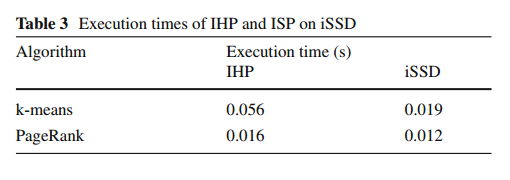 Table 3 Execution times of IHP and ISP on iSSD
Algorithm Execution time (s)
IHP iSSD
k-means 0.056 0.019
PageRank 0.016 0.012